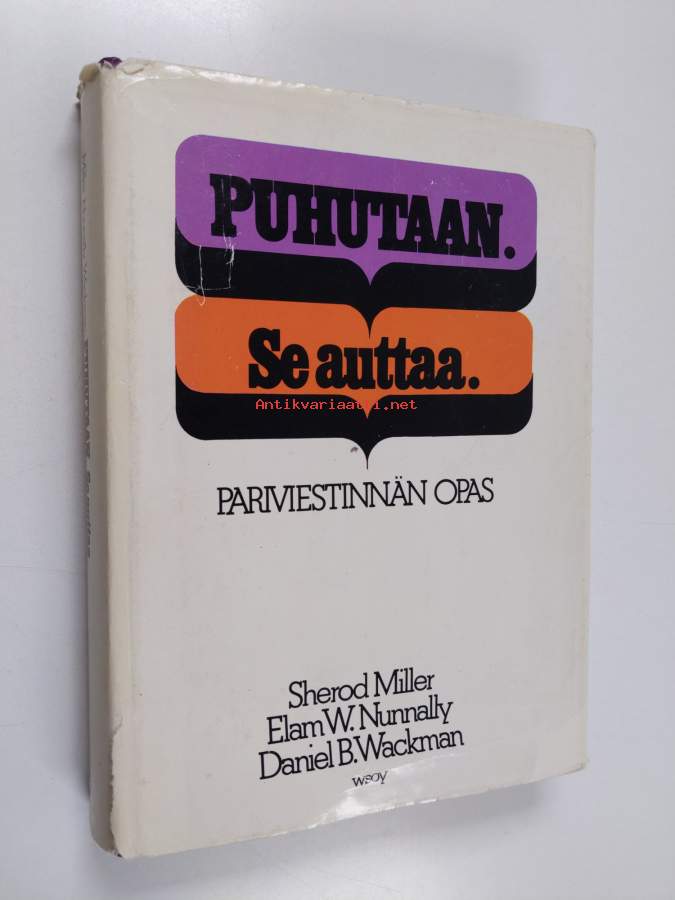 PUHUTAAN.
Se auttaa.
Antikvariaatti.net
PARIVIESTINNÄN OPAS
Sherod Miller
Elam W. Nunnally
Daniel B. Wackman
wsoy